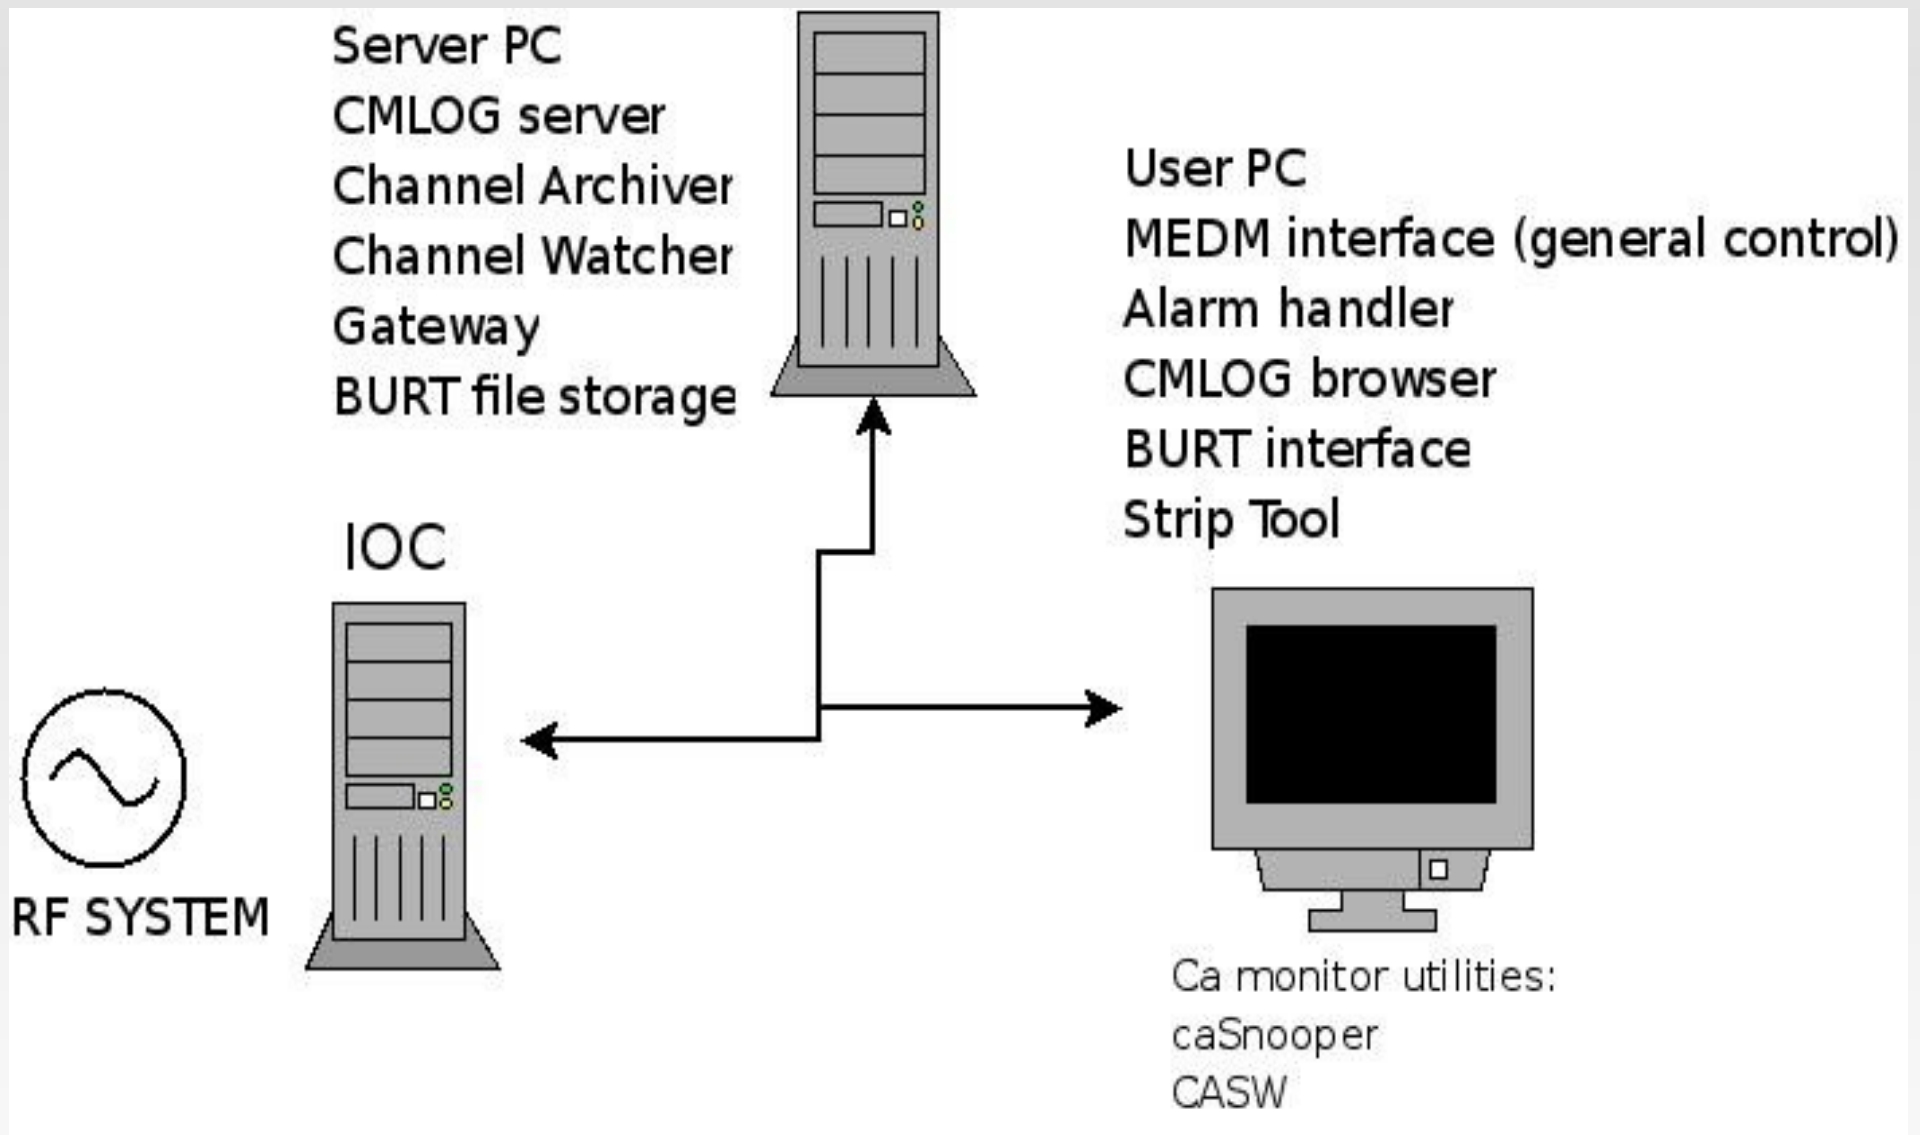 Server PC
CMLOG server
Channel Archiver
Channel Watcher
Gateway
BURT file storage
User PC
MEDM interface (general control)
Alarm handler
CMLOG browser
BURT interface
Strip Tool
IOC
RF SYSTEM
Ca monitor utilities:
caSnooper
CASW